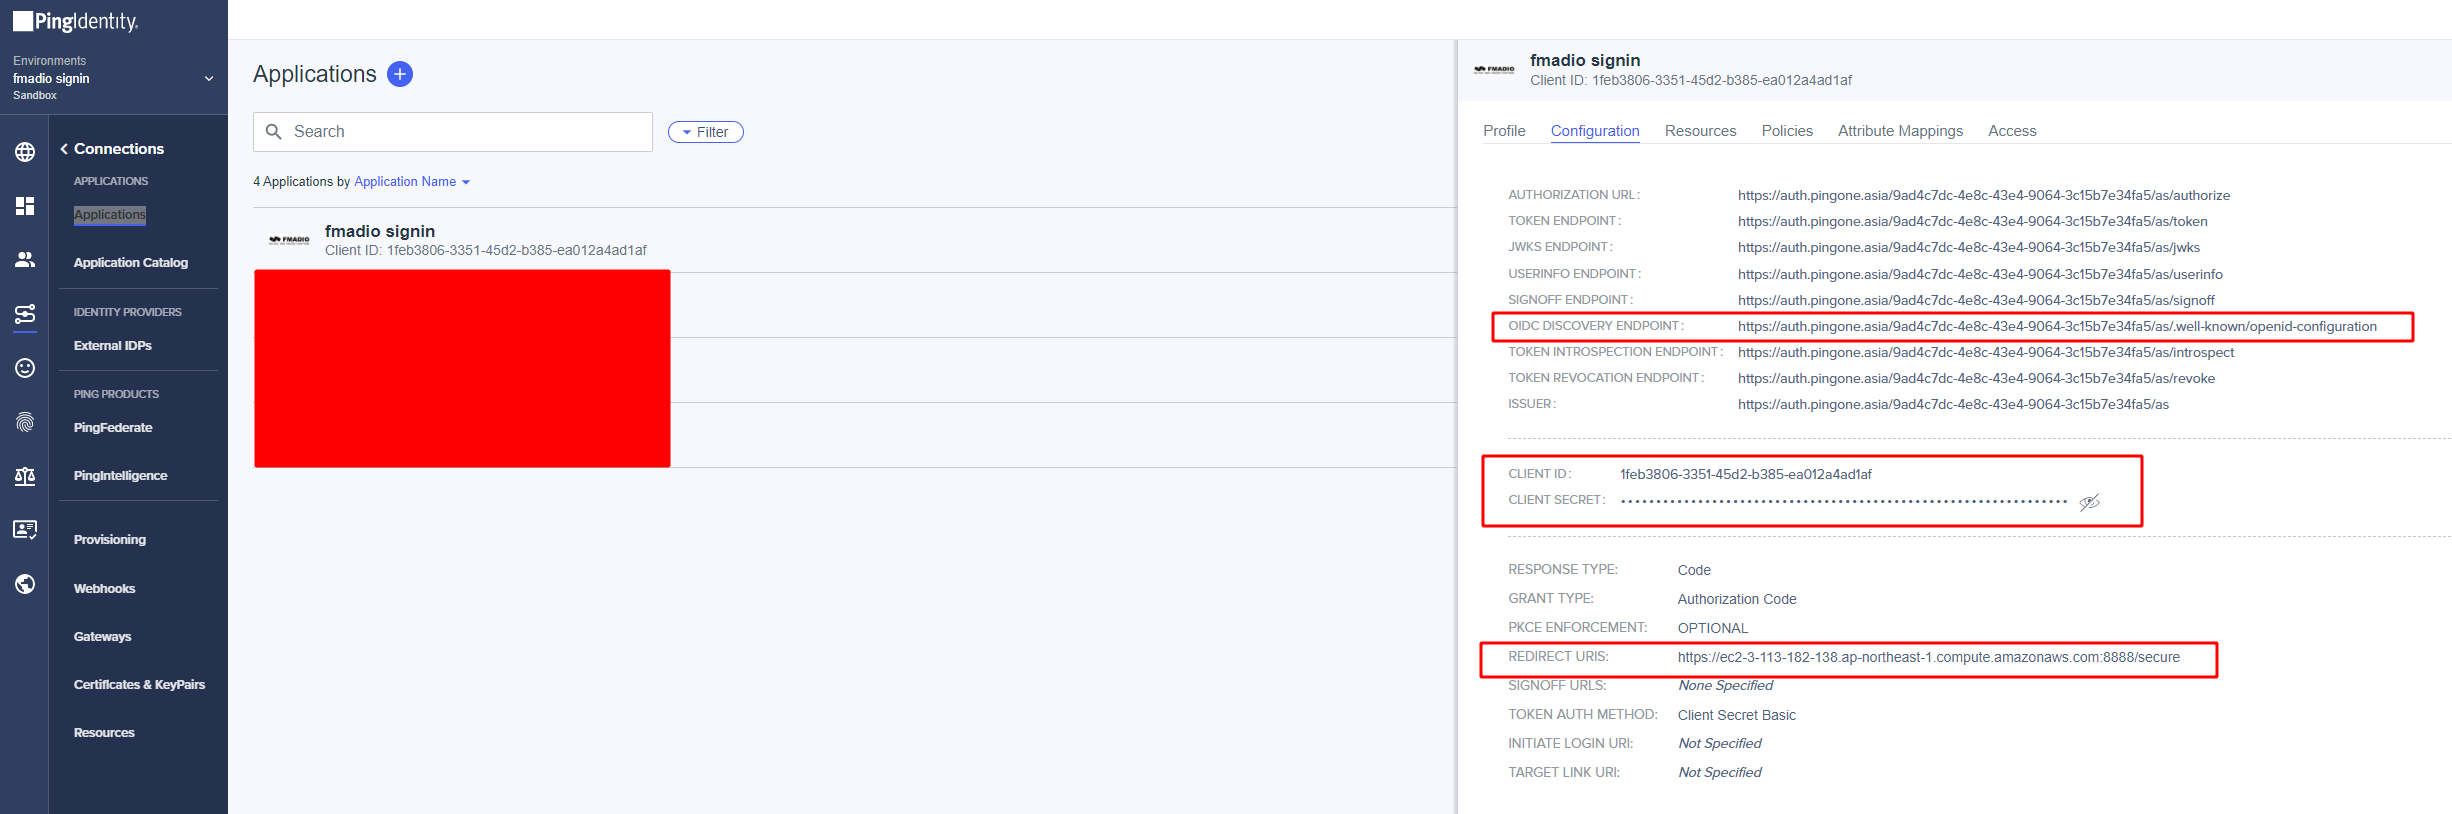 PingIdentity.
Environments
fmadio signin
Sandbox
Connections
APPLICATIONS
Applications
Application Catalog
IDENTITY PROVIDERS
External IDPs
PING PRODUCTS
PingFederate
PingIntelligence
Provisioning
Webhooks
Gateways
Certificates & KeyPairs
Resources
Applications
Search
Filter
4 Applications by Application Name
FMADIO
fmadio signin
Client ID: 1feb3806-3351-45d2-b385-ea012a4ad1af
FMADIO
fmadio signin
Client ID: 1feb3806-3351-45d2-b385-ea012a4ad1af
Profile Configuration Resources Policies Attribute Mappings Access
AUTHORIZATION URL: https://auth.pingone.asia/9ad4c7dc-4e8c-43e4-9064-3c15b7e34fa5/as/authorize
TOKEN ENDPOINT: https://auth.pingone.asia/9ad4c7dc-4e8c-43e4-9064-3c15b7e34fa5/as/token
JWKS ENDPOINT: https://auth.pingone.asia/9ad4c7dc-4e8c-43e4-9064-3c15b7e34fa5/as/jwks
USERINFO ENDPOINT: https://auth.pingone.asia/9ad4c7dc-4e8c-43e4-9064-3c15b7e34fa5/as/userinfo
SIGNOFF ENDPOINT: https://auth.pingone.asia/9ad4c7dc-4e8c-43e4-9064-3c15b7e34fa5/as/signoff
OIDC DISCOVERY ENDPOINT: https://auth.pingone.asia/9ad4c7dc-4e8c-43e4-9064-3c15b7e34fa5/as/.well-known/openid-configuration
TOKEN INTROSPECTION ENDPOINT: https://auth.pingone.asia/9ad4c7dc-4e8c-43e4-9064-3c15b7e34fa5/as/introspect
TOKEN REVOCATION ENDPOINT: https://auth.pingone.asia/9ad4c7dc-4e8c-43e4-9064-3c15b7e34fa5/as/revoke
ISSUER: https://auth.pingone.asia/9ad4c7dc-4e8c-43e4-9064-3c15b7e34fa5/as
CLIENT ID: 1feb3806-3351-45d2-b385-ea012a4ad1af
CLIENT SECRET: ••••••••••••••••••••••••••••••••••••••••••••••••••••••••••••••••
RESPONSE TYPE: Code
GRANT TYPE: Authorization Code
PKCE ENFORCEMENT: OPTIONAL
REDIRECT URIS: https://ec2-3-113-182-138.ap-northeast-1.compute.amazonaws.com:8888/secure
SIGNOFF URLS: None Specified
TOKEN AUTH METHOD: Client Secret Basic
INITIATE LOGIN URI: Not Specified
TARGET LINK URI: Not Specified